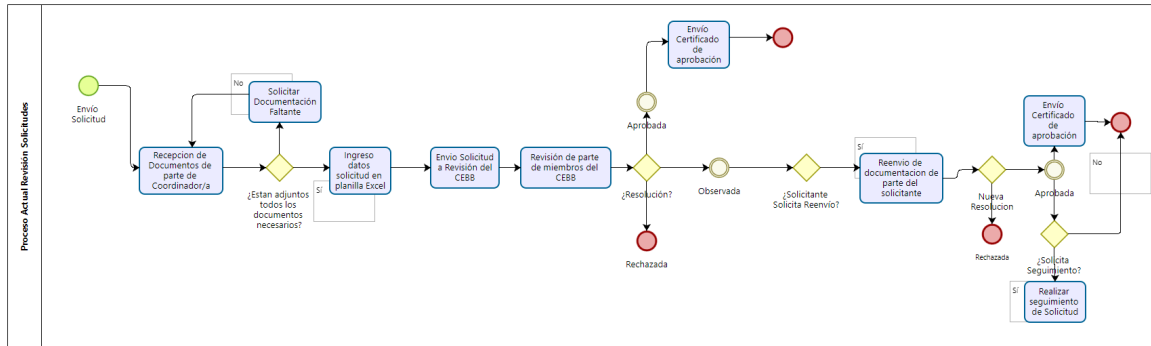 Proceso Actual Revisión Solicitudes
Envío
Solicitud
No
Solicitar
Documentación
Faltante
Recepcion de
Documentos de
parte de
Coordinador/a
¿Estan adjuntos
todos los
documentos
necesarios?
Sí
Ingreso
datos
solicitud en
planilla Excel
Envio Solicitud
a Revisión del
CEBB
Revisión de parte
de miembros del
CEBB
¿Resolución?
Aprobada
Envío
Certificado
de
aprobación
Rechazada
Observada
¿Solicitante
Solicita Reenvío?
Sí
Reenvio de
documentacion de
parte del
solicitante
Nueva
Resolucion
Rechazada
Aprobada
Envío
Certificado
de
aprobación
No
¿Solicita
Seguimiento?
Sí
Realizar
seguimiento
de Solicitud